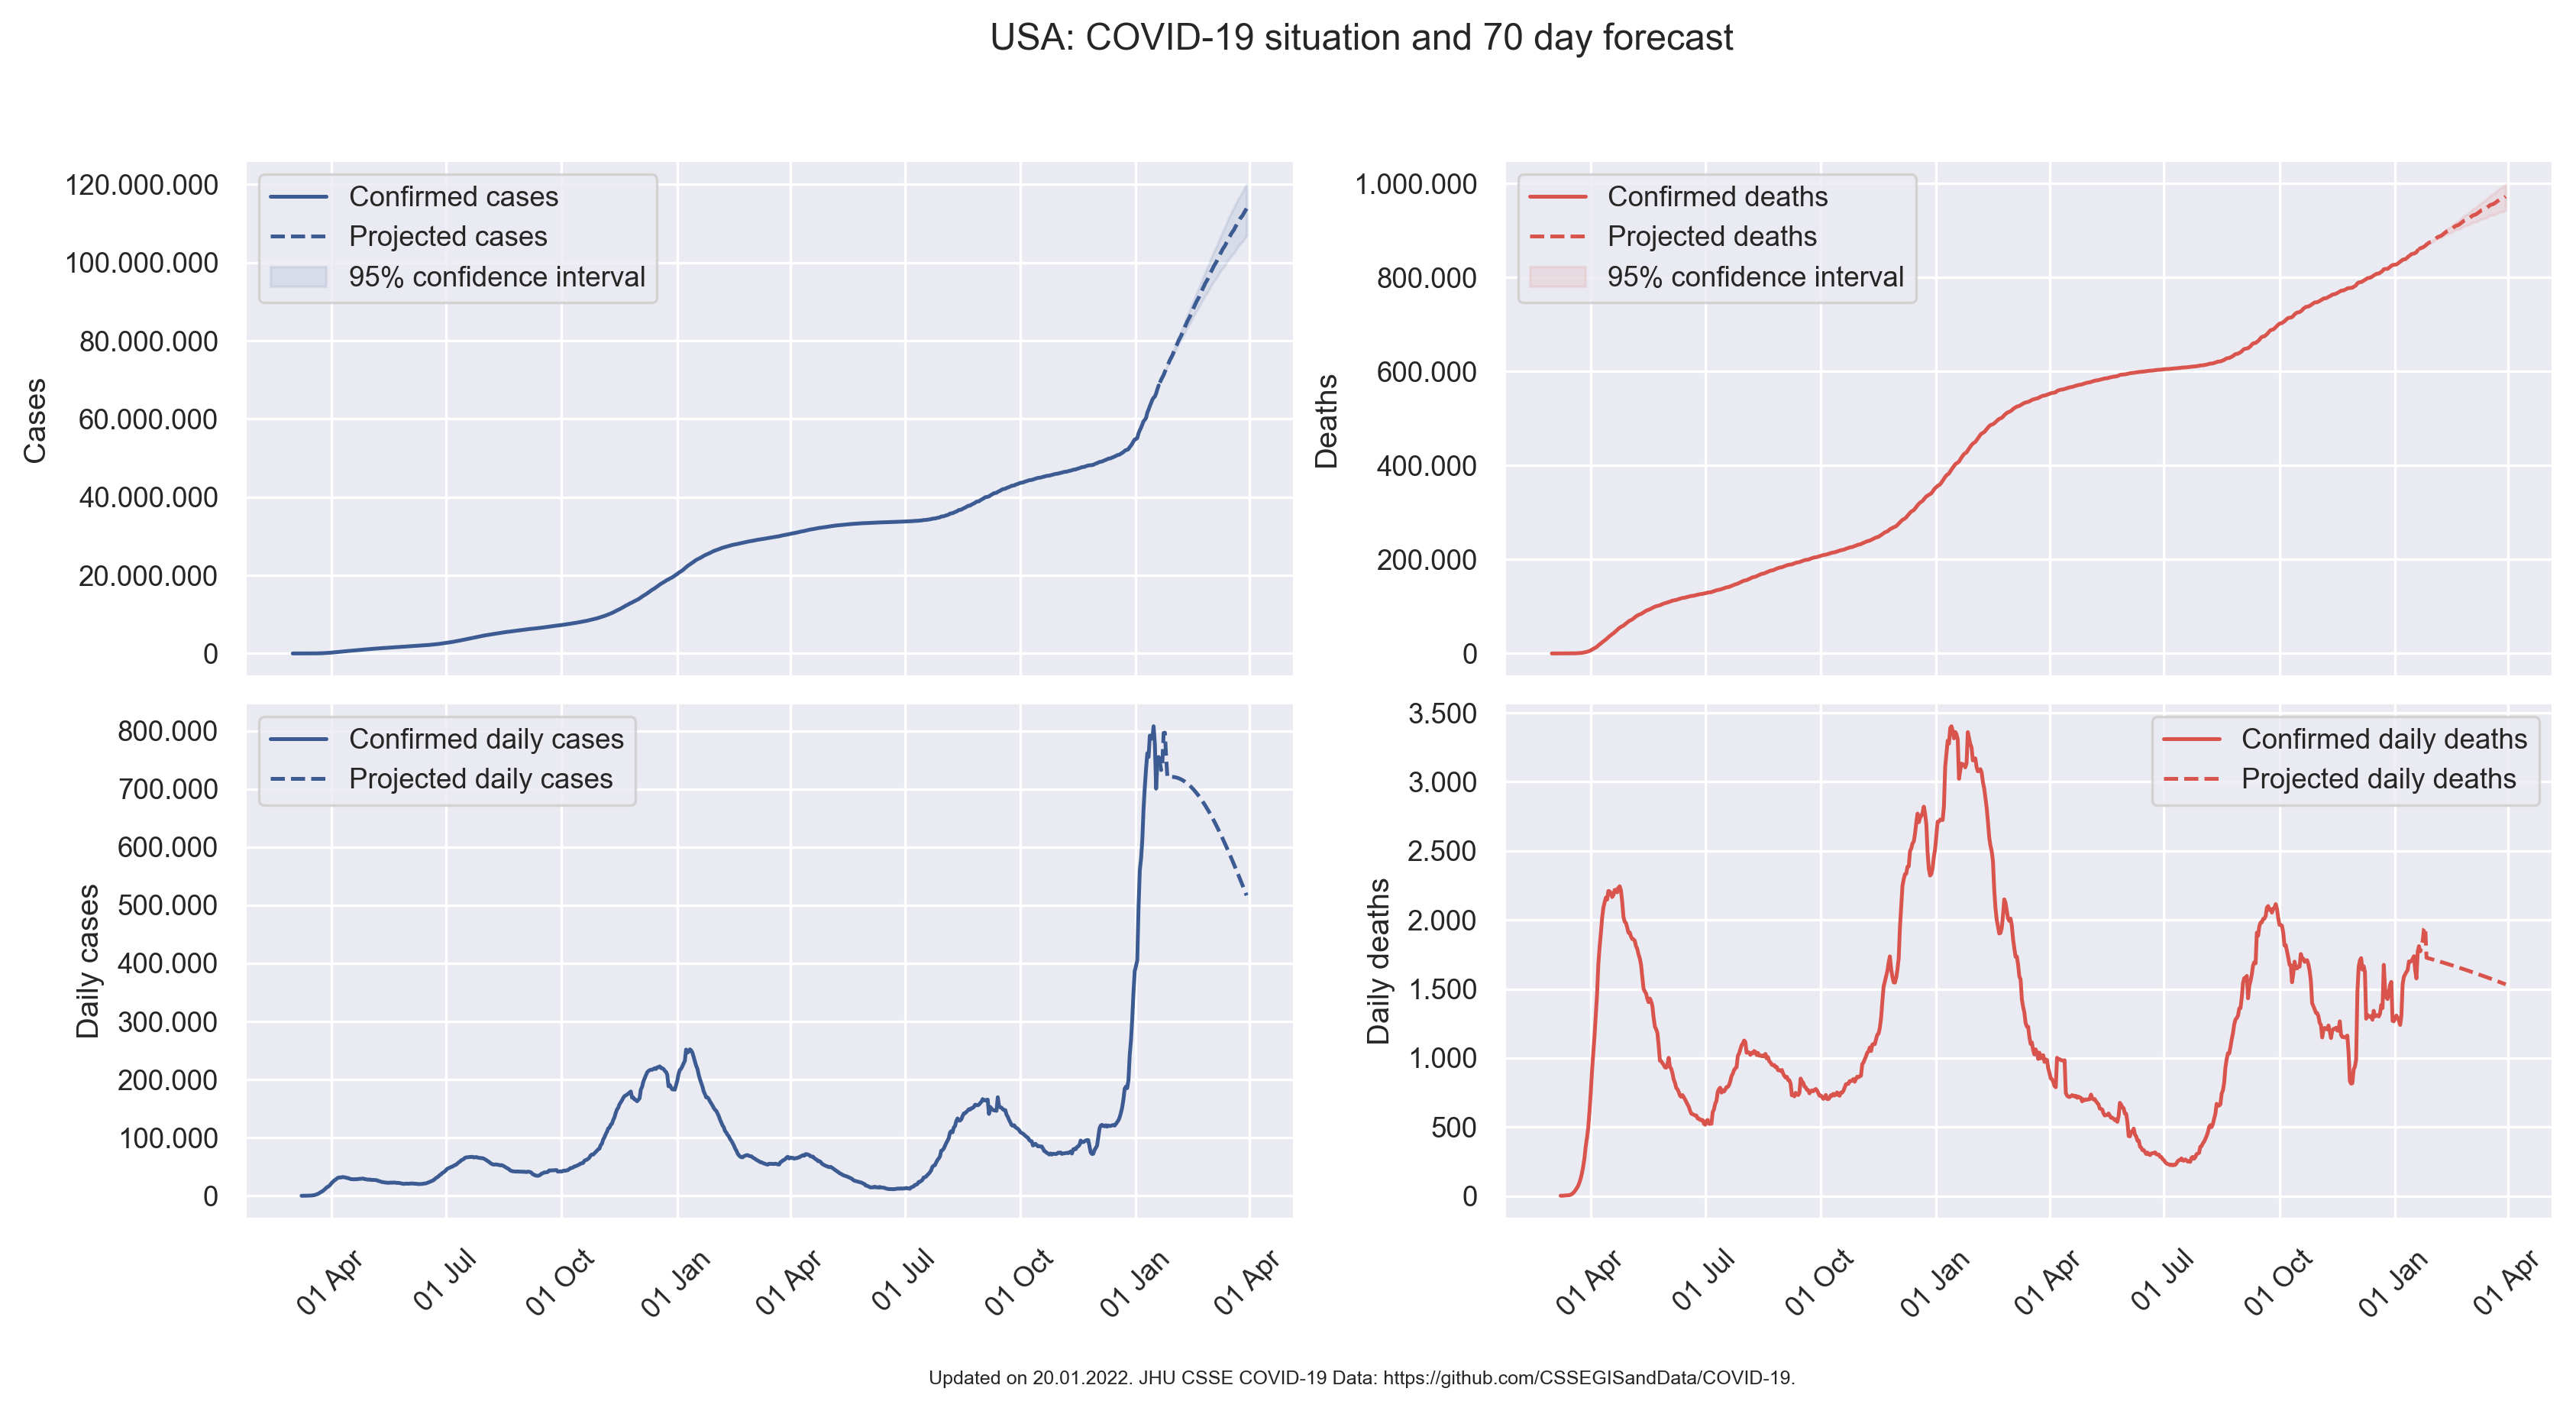 USA: COVID-19 situation and 70 day forecast
Cases
120.000.000
100.000.000
80.000.000
60.000.000
40.000.000
20.000.000
0
Confirmed cases
Projected cases
95% confidence interval
Deaths
1.000.000
800.000
600.000
400.000
200.000
0
Confirmed deaths
Projected deaths
95% confidence interval
Daily cases
800.000
700.000
600.000
500.000
400.000
300.000
200.000
100.000
0
Confirmed daily cases
Projected daily cases
01 Apr
01 Jul
01 Oct
01 Jan
01 Apr
01 Jul
01 Oct
01 Jan
01 Apr
Daily deaths
3.500
3.000
2.500
2.000
1.500
1.000
500
0
Confirmed daily deaths
Projected daily deaths
01 Apr
01 Jul
01 Oct
01 Jan
01 Apr
01 Jul
01 Oct
01 Jan
01 Apr
Updated on 20.01.2022. JHU CSSE COVID-19 Data: https://github.com/CSSEGISandData/COVID-19.